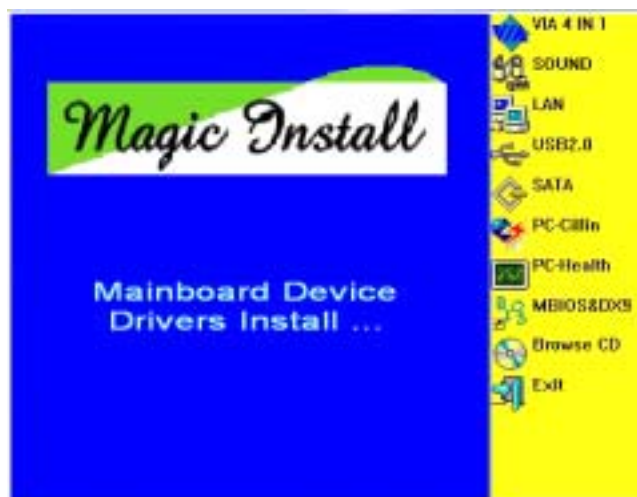 Magic Install
Mainboard Device
Drivers Install ...
VIA 4 IN 1
SOUND
LAN
USB2.0
SATA
PC-Cillin
PC-Health
MBIOS&DX9
Browse CD
Exit